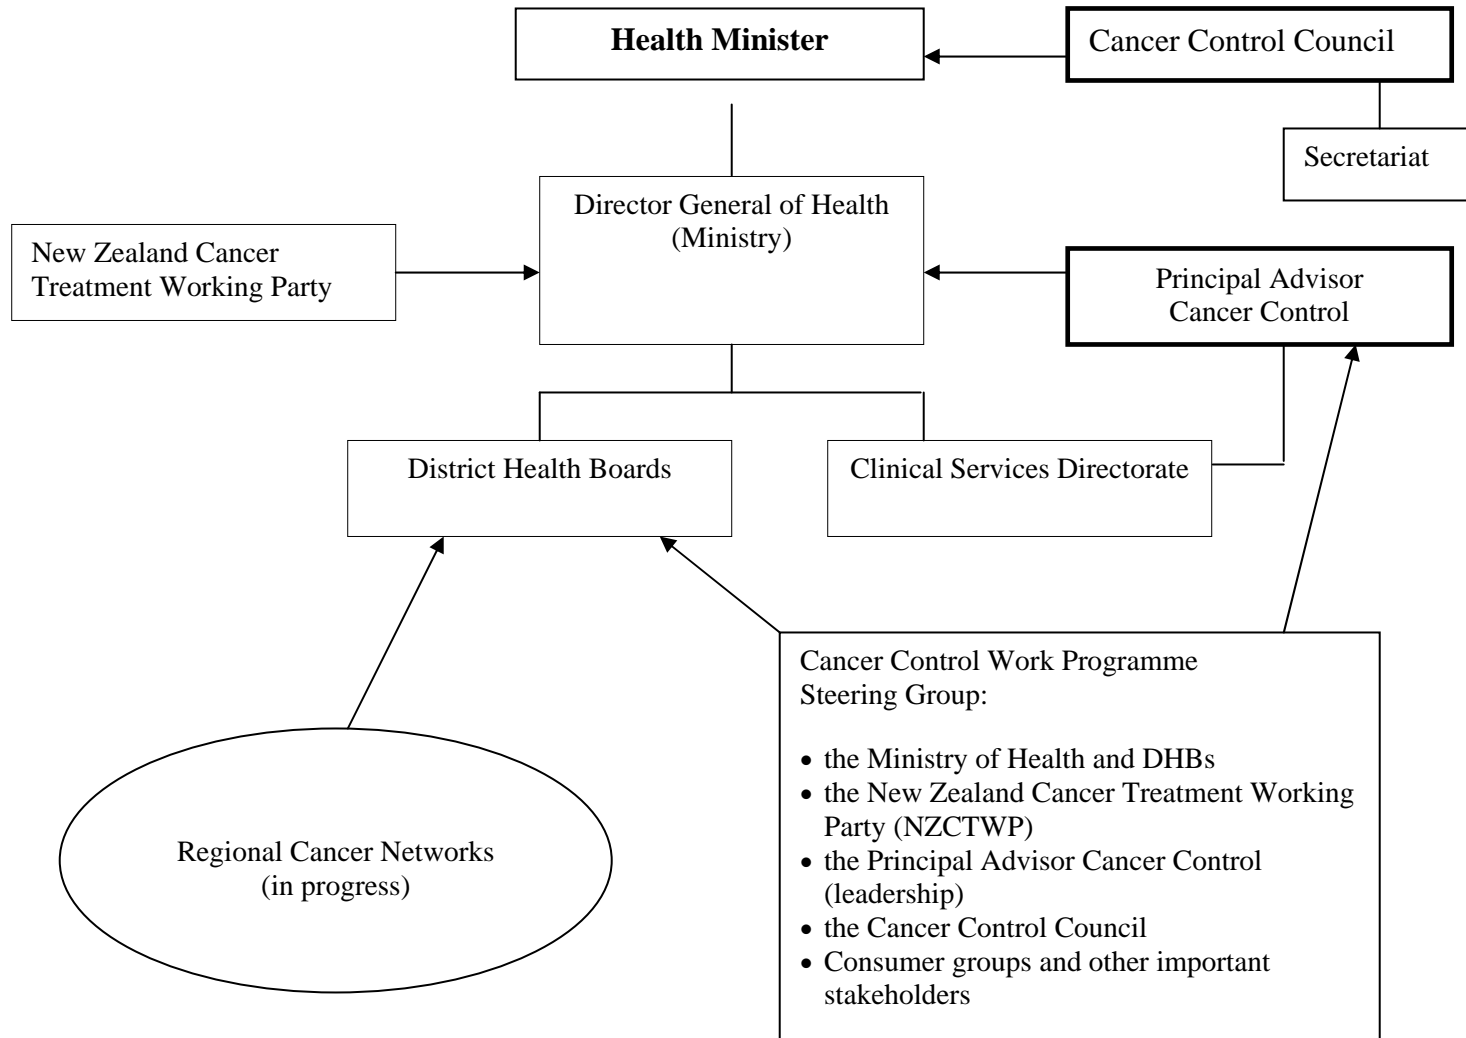 Health Minister
Cancer Control Council
Secretariat
Director General of Health
(Ministry)
New Zealand Cancer
Treatment Working Party
Principal Advisor
Cancer Control
District Health Boards
Clinical Services Directorate
Cancer Control Work Programme
Steering Group:
• the Ministry of Health and DHBs
• the New Zealand Cancer Treatment Working
Party (NZCTWP)
• the Principal Advisor Cancer Control
(leadership)
• the Cancer Control Council
• Consumer groups and other important
stakeholders
Regional Cancer Networks
(in progress)